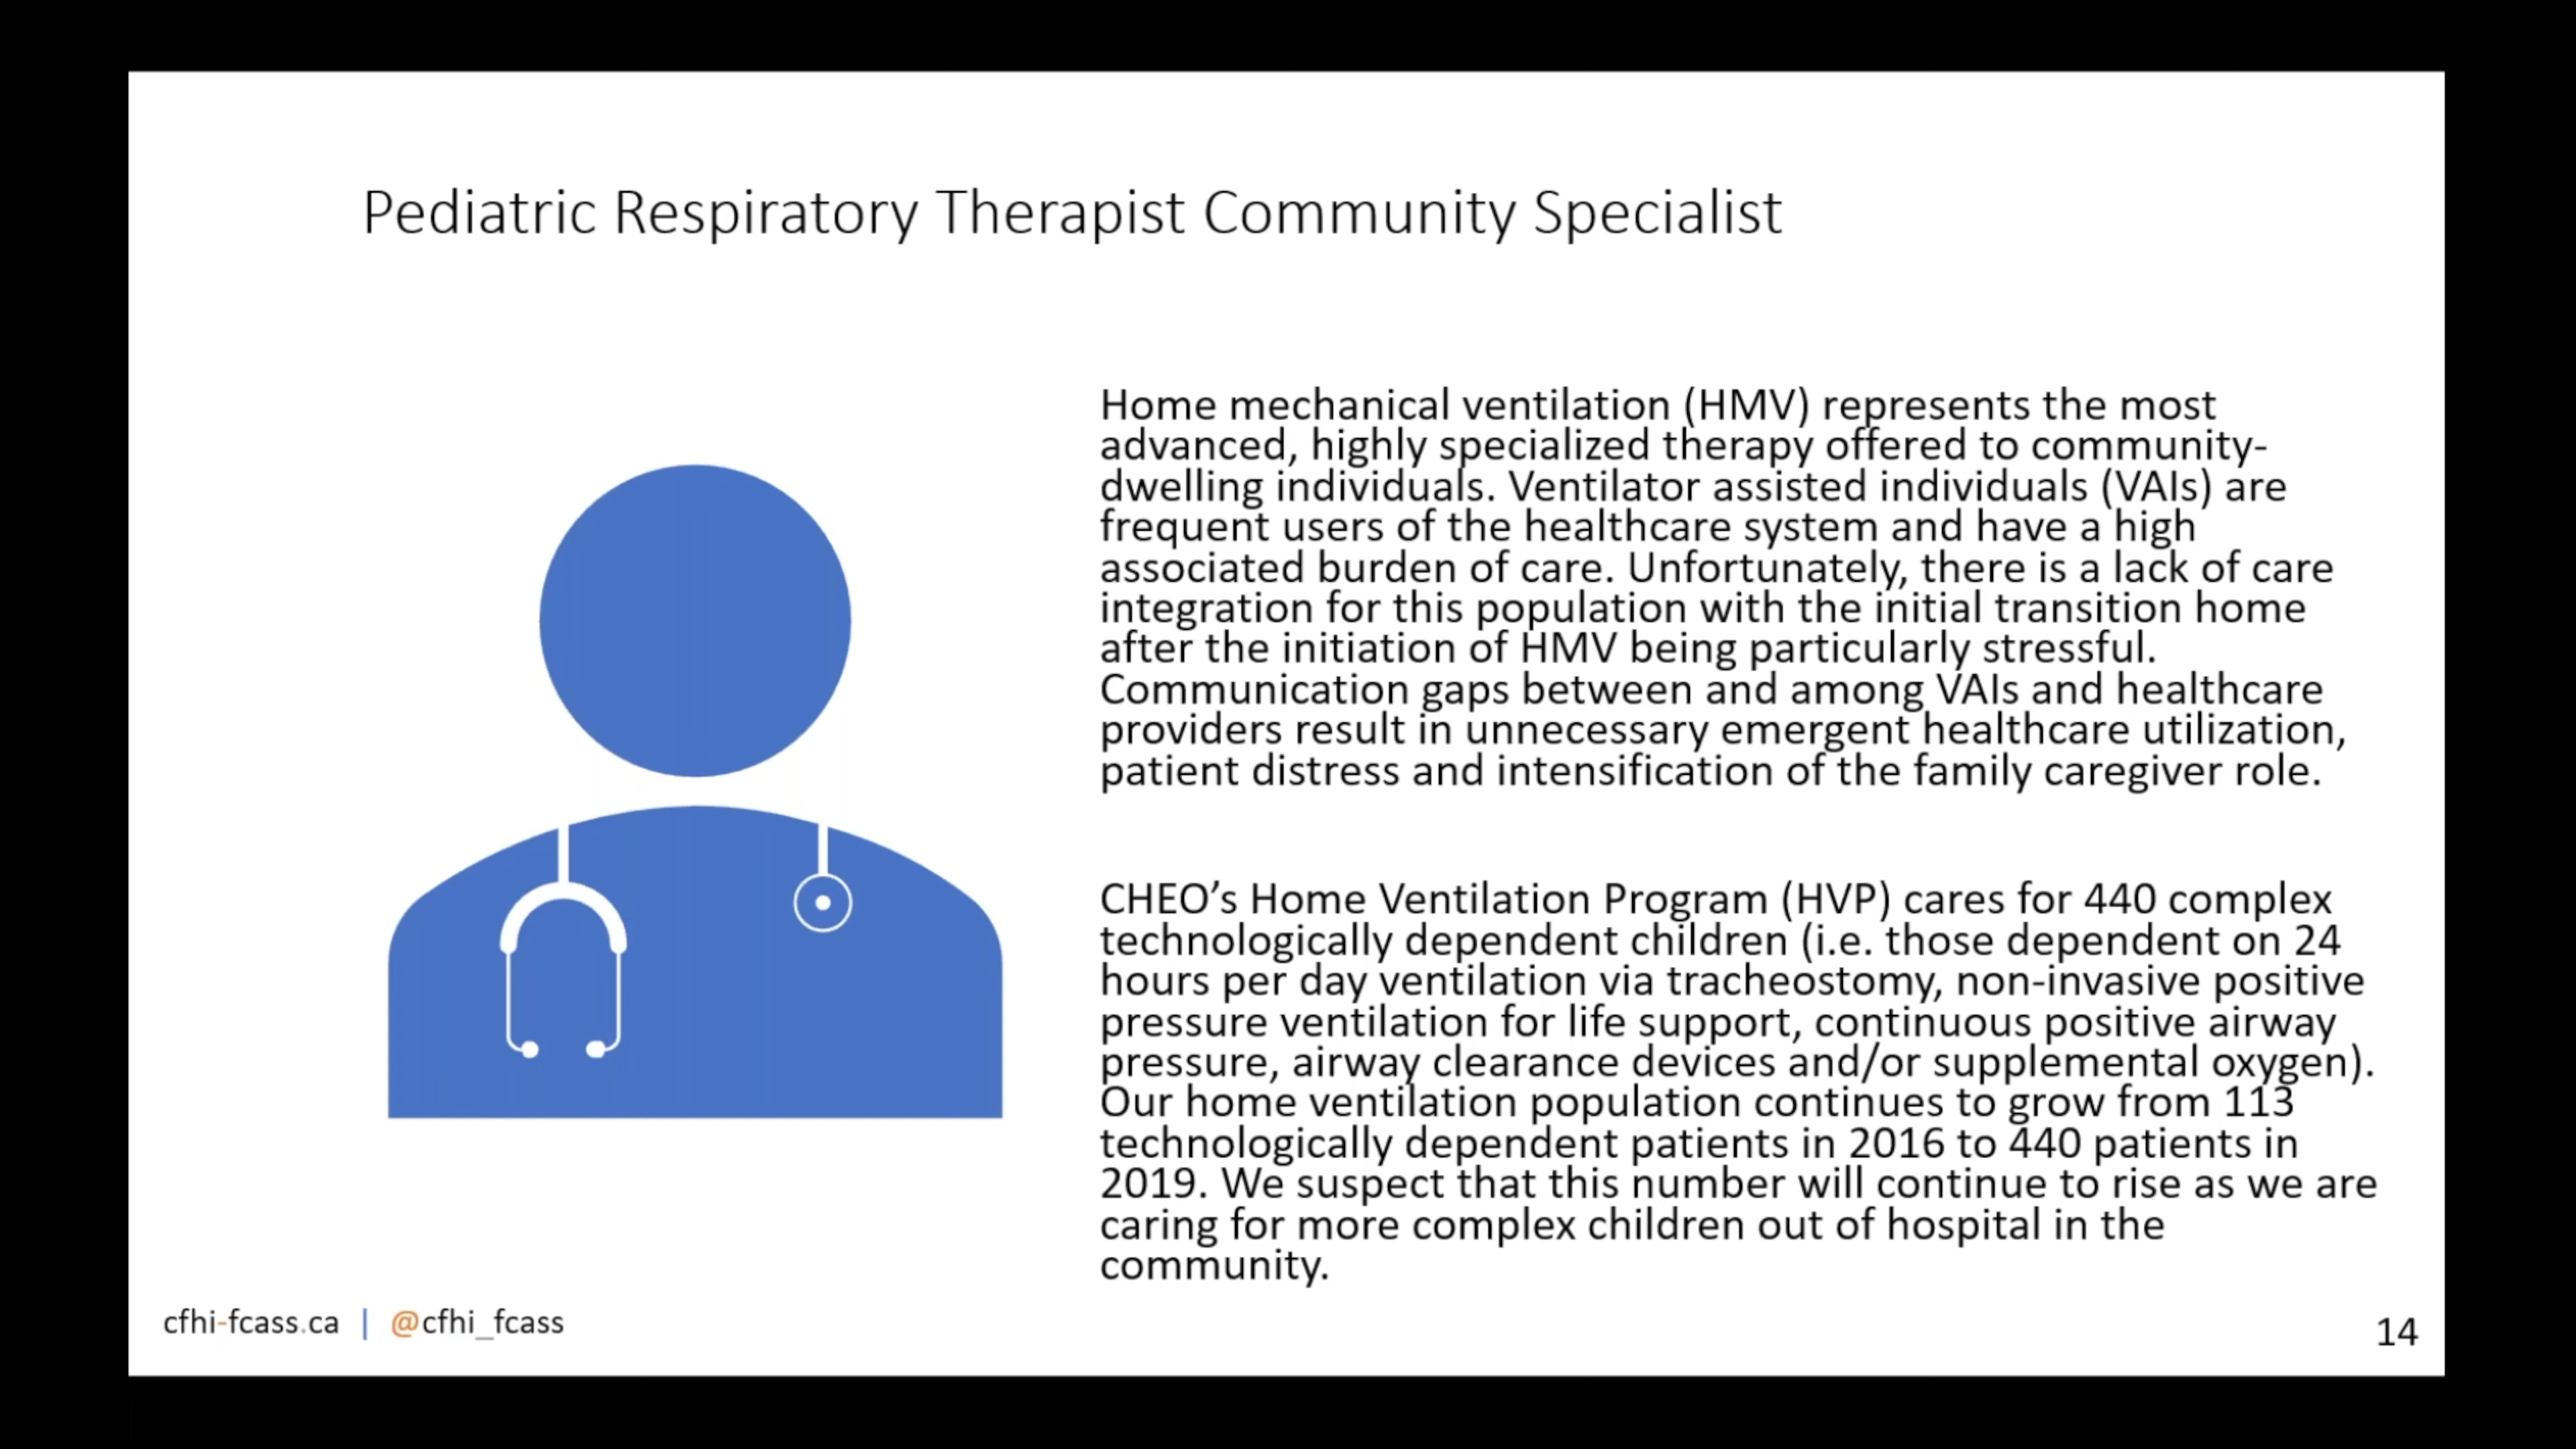 Pediatric Respiratory Therapist Community Specialist
Home mechanical ventilation (HMV) represents the most
advanced, highly specialized therapy offered to community-
dwelling individuals. Ventilator assisted individuals (VAIs) are
frequent users of the healthcare system and have a high
associated burden of care. Unfortunately, there is a lack of care
integration for this population with the initial transition home
after the initiation of HMV being particularly stressful.
Communication gaps between and among VAIs and healthcare
providers result in unnecessary emergent healthcare utilization,
patient distress and intensification of the family caregiver role.
CHEO’s Home Ventilation Program (HVP) cares for 440 complex
technologically dependent children (i.e. those dependent on 24
hours per day ventilation via tracheostomy, non-invasive positive
pressure ventilation for life support, continuous positive airway
pressure, airway clearance devices and/or supplemental oxygen).
Our home ventilation population continues to grow from 113
technologically dependent patients in 2016 to 440 patients in
2019. We suspect that this number will continue to rise as we are
caring for more complex children out of hospital in the
community.
cfhi-fcass.ca | @cfhi_fcass
14